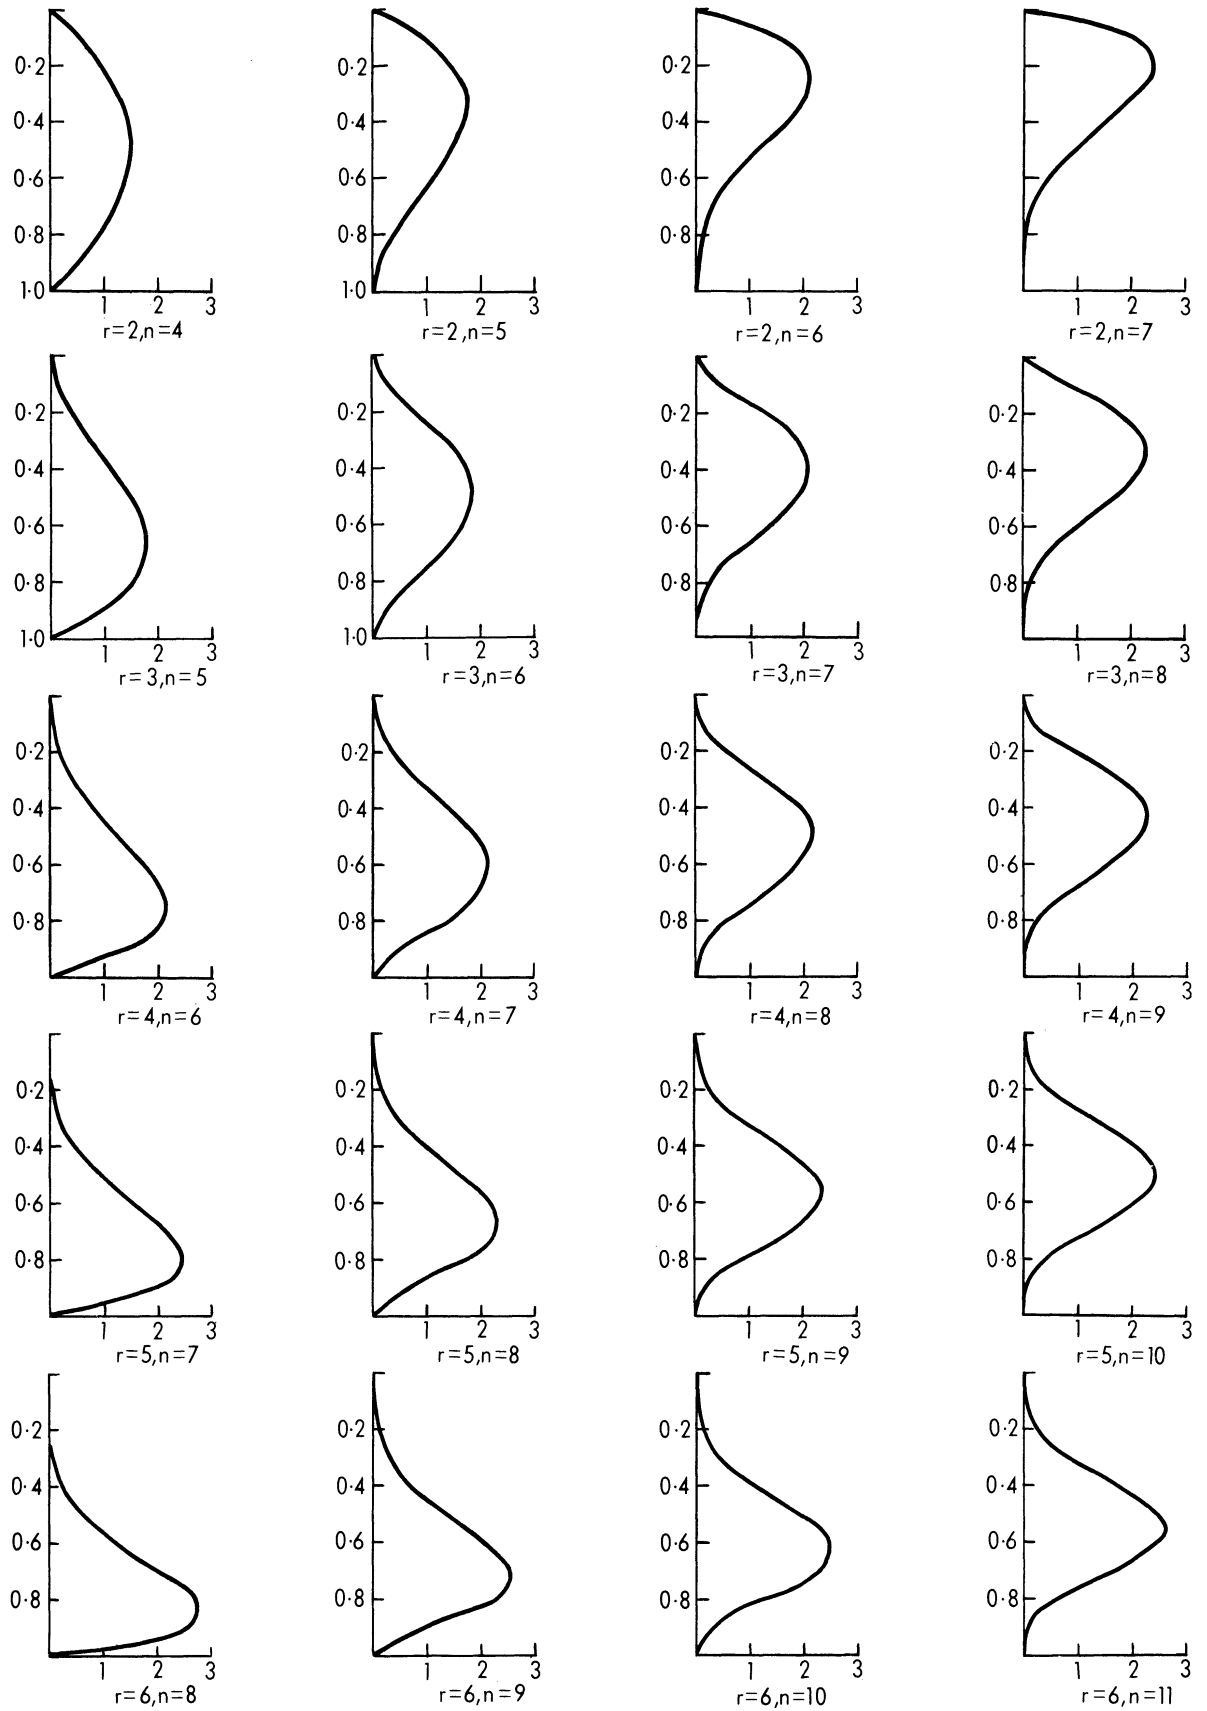 0·2 0·2 0·2
0·4 0·4 0·4
0·6 0·6 0·6
0·8 0·8 0·8
1·0 1·0
1 2 3 1 2 3 1 2 3 1 2 3
r=2,n=4 r=2,n=5 r=2,n=6 r=2,n=7
0·2 0·2 0·2 0·2
0·4 0·4 0·4 0·4
0·6 0·6 0·6 0·6
0·8 0·8 0·8 0·8
1·0 1·0
1 2 3 1 2 3 1 2 3 1 2 3
r=3,n=5 r=3,n=6 r=3,n=7 r=3,n=8
0·2 0·2 0·2 0·2
0·4 0·4 0·4 0·4
0·6 0·6 0·6 0·6
0·8 0·8 0·8 0·8
1 2 3 1 2 3 1 2 3 1 2 3
r=4,n=6 r=4,n=7 r=4,n=8 r=4,n=9
0·2 0·2 0·2 0·2
0·4 0·4 0·4 0·4
0·6 0·6 0·6 0·6
0·8 0·8 0·8 0·8
1 2 3 1 2 3 1 2 3 1 2 3
r=5,n=7 r=5,n=8 r=5,n=9 r=5,n=10
0·2 0·2 0·2 0·2
0·4 0·4 0·4 0·4
0·6 0·6 0·6 0·6
0·8 0·8 0·8 0·8
1 2 3 1 2 3 1 2 3 1 2 3
r=6,n=8 r=6,n=9 r=6,n=10 r=6,n=11